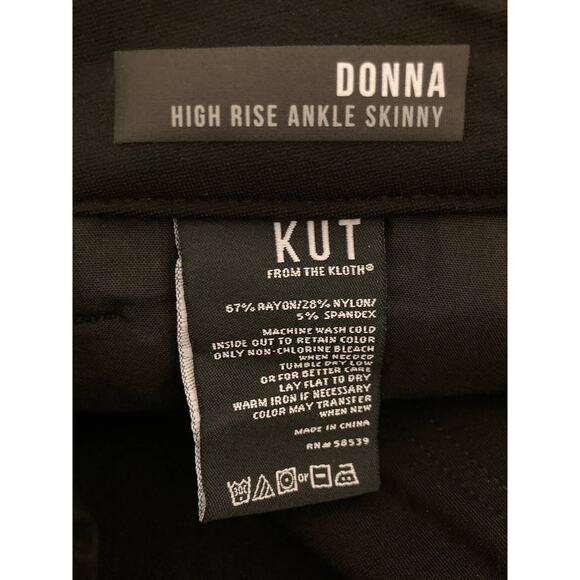 DONNA
HIGH RISE ANKLE SKINNY
KUT
FROM THE KLOTH®
67% RAYON/28% NYLON/
5% SPANDEX
MACHINE WASH COLD
INSIDE OUT TO RETAIN COLOR
ONLY NON-CHLORINE BLEACH
WHEN NEEDED
TUMBLE DRY LOW
OR FOR BETTER CARE
LAY FLAT TO DRY
WARM IRON IF NECESSARY
COLOR MAY TRANSFER
WHEN NEW
MADE IN CHINA
RN# 58539
30C or